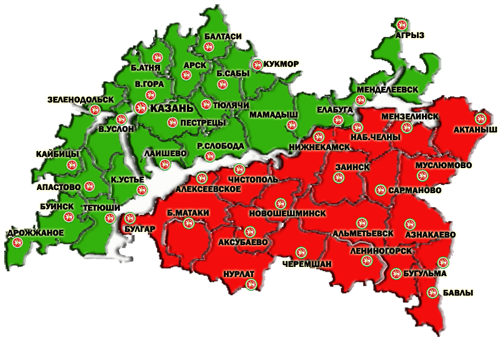 АГРЫЗ
БАЛТАСИ
Б.АТНЯ
АРСК
КУКМОР
Б.САБЫ
В.ГОРА
МЕНДЕЛЕЕВСК
ЗЕЛЕНОДОЛЬСК
КАЗАНЬ
ТЮЛЯЧИ
МАМАДЫШ
ЕЛАБУГА
МЕНЗЕЛИНСК
В.УСЛОН
ПЕСТРЕЦЫ
АКТАНЫШ
НАБ.ЧЕЛНЫ
НИЖНЕКАМСК
Р.СЛОБОДА
КАЙБИЦЫ
ЛАИШЕВО
МУСЛЮМОВО
ЗАИНСК
ЧИСТОПОЛЬ
К.УСТЬЕ
АПАСТОВО
АЛЕКСЕЕВСКОЕ
САРМАНОВО
БУИНСК
ТЕТЮШИ
Б.МАТАКИ
НОВОШЕШМИНСК
БУЛГАР
ДРОЖЖАНОЕ
АКСУБАЕВО
АЛЬМЕТЬЕВСК
АЗНАКАЕВО
ЛЕНИНОГОРСК
ЧЕРЕМШАН
НУРЛАТ
БУГУЛЬМА
БАВЛЫ